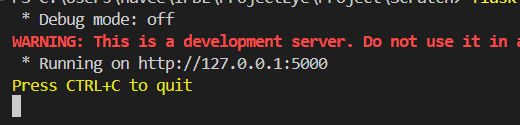 * Debug mode: off
WARNING: This is a development server. Do not use it in a
* Running on http://127.0.0.1:5000
Press CTRL+C to quit